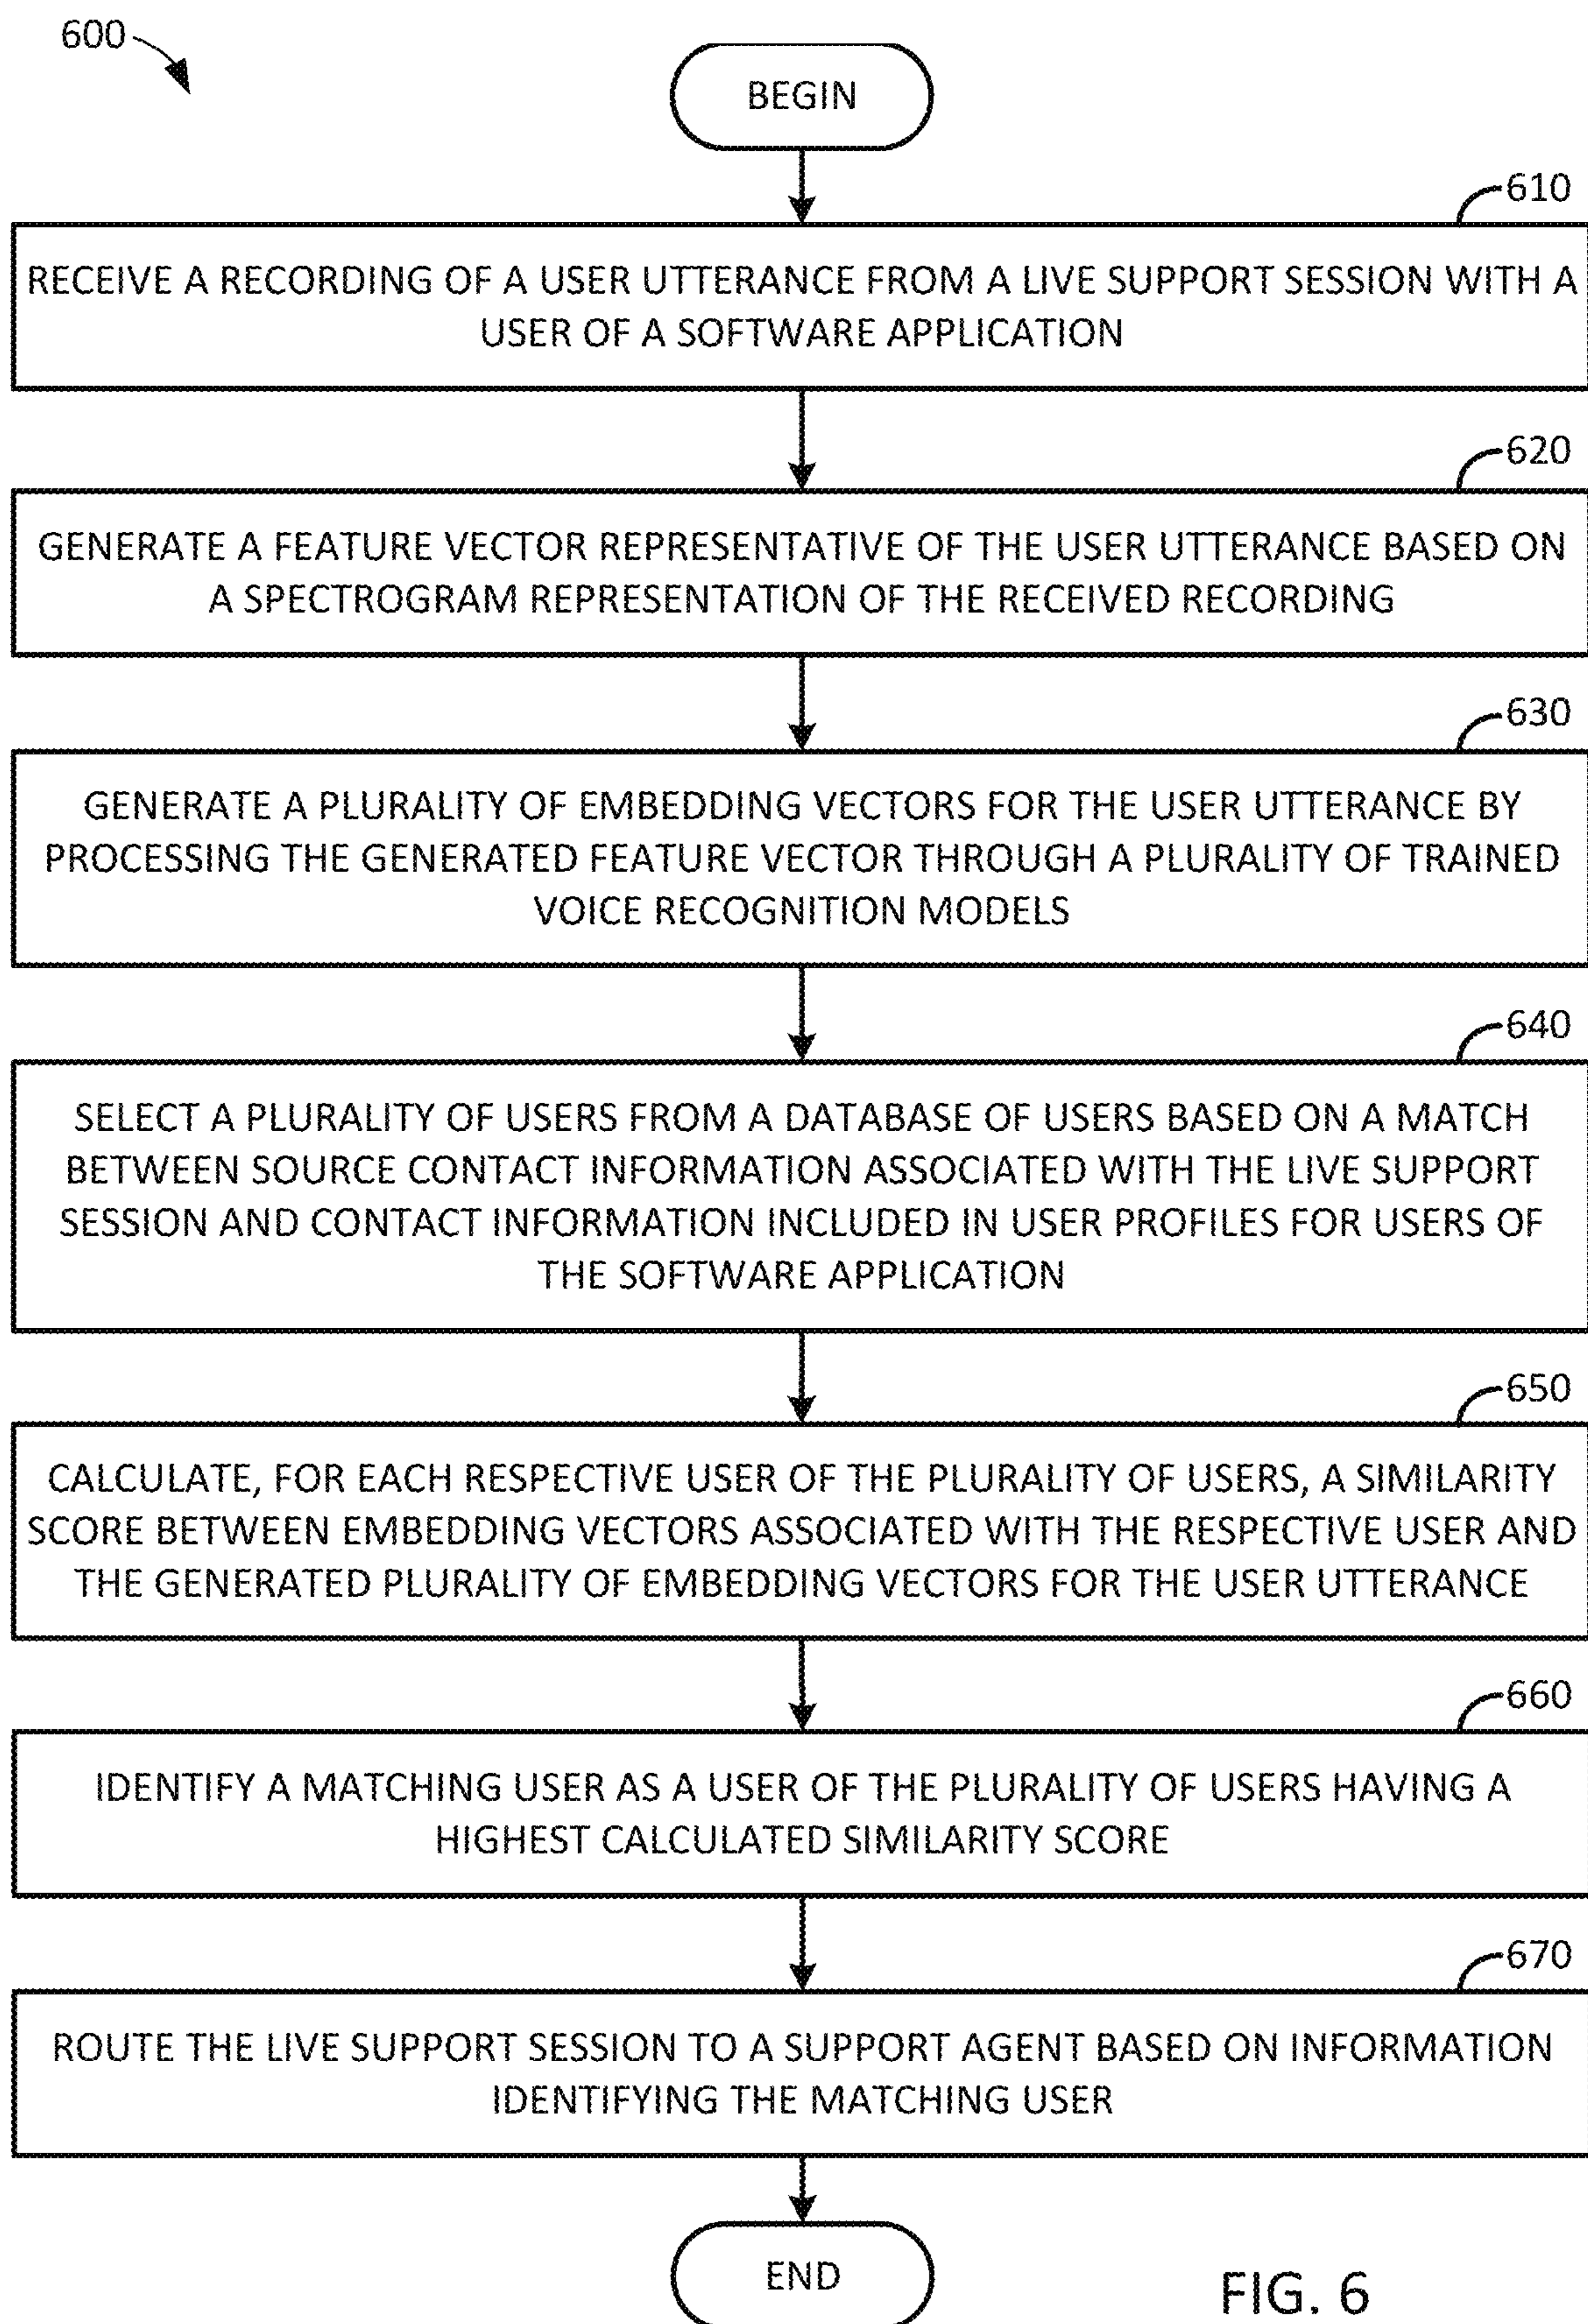 600
BEGIN
610
RECEIVE A RECORDING OF A USER UTTERANCE FROM A LIVE SUPPORT SESSION WITH A
USER OF A SOFTWARE APPLICATION
620
GENERATE A FEATURE VECTOR REPRESENTATIVE OF THE USER UTTERANCE BASED ON
A SPECTROGRAM REPRESENTATION OF THE RECEIVED RECORDING
630
GENERATE A PLURALITY OF EMBEDDING VECTORS FOR THE USER UTTERANCE BY
PROCESSING THE GENERATED FEATURE VECTOR THROUGH A PLURALITY OF TRAINED
VOICE RECOGNITION MODELS
640
SELECT A PLURALITY OF USERS FROM A DATABASE OF USERS BASED ON A MATCH
BETWEEN SOURCE CONTACT INFORMATION ASSOCIATED WITH THE LIVE SUPPORT
SESSION AND CONTACT INFORMATION INCLUDED IN USER PROFILES FOR USERS OF
THE SOFTWARE APPLICATION
650
CALCULATE, FOR EACH RESPECTIVE USER OF THE PLURALITY OF USERS, A SIMILARITY
SCORE BETWEEN EMBEDDING VECTORS ASSOCIATED WITH THE RESPECTIVE USER AND
THE GENERATED PLURALITY OF EMBEDDING VECTORS FOR THE USER UTTERANCE
660
IDENTIFY A MATCHING USER AS A USER OF THE PLURALITY OF USERS HAVING A
HIGHEST CALCULATED SIMILARITY SCORE
670
ROUTE THE LIVE SUPPORT SESSION TO A SUPPORT AGENT BASED ON INFORMATION
IDENTIFYING THE MATCHING USER
END
FIG. 6